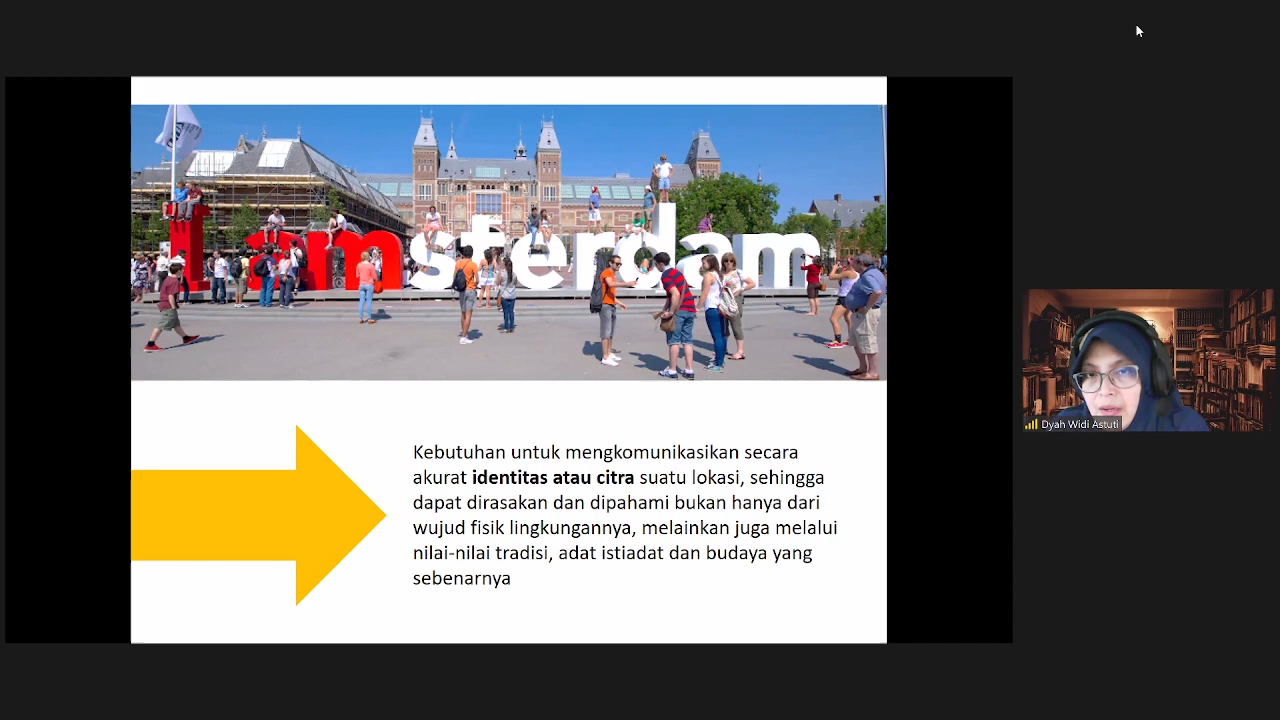 I amsterdam
Kebutuhan untuk mengkomunikasikan secara
akurat identitas atau citra suatu lokasi, sehingga
dapat dirasakan dan dipahami bukan hanya dari
wujud fisik lingkungannya, melainkan juga melalui
nilai-nilai tradisi, adat istiadat dan budaya yang
sebenarnya
Dyah Widi Astuti